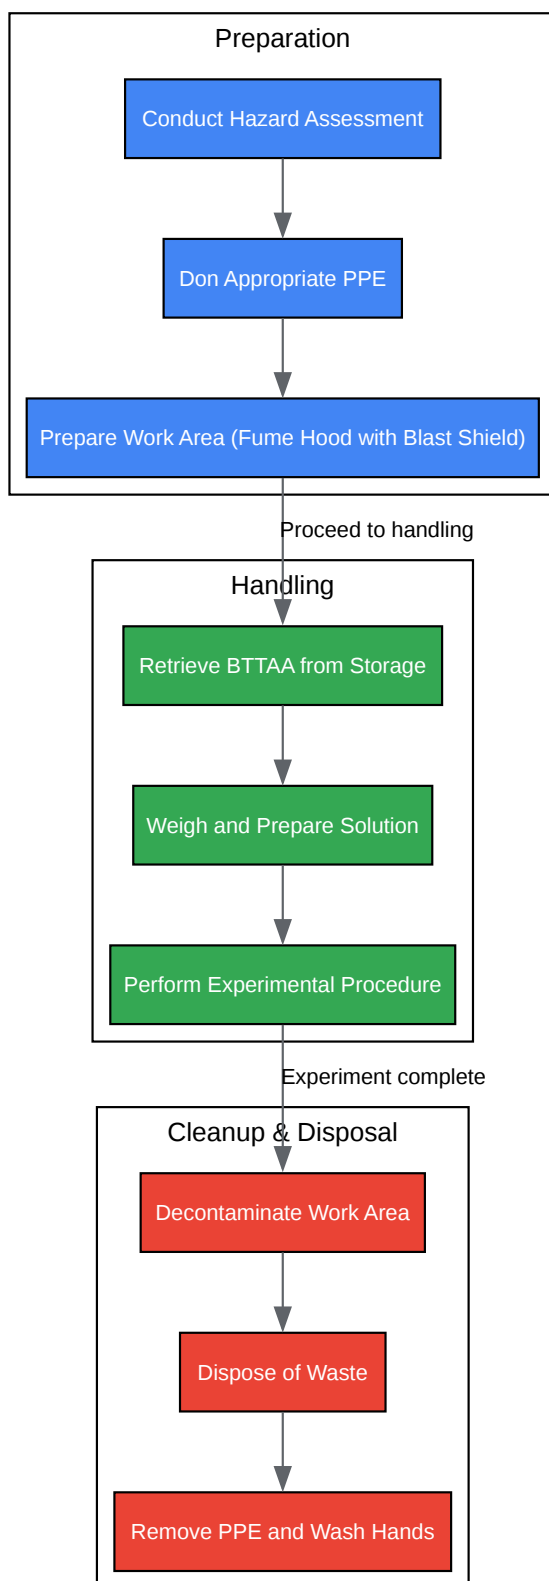 Preparation
Conduct Hazard Assessment
Don Appropriate PPE
Prepare Work Area (Fume Hood with Blast Shield)
Proceed to handling
Handling
Retrieve BTTAA from Storage
Weigh and Prepare Solution
Perform Experimental Procedure
Experiment complete
Cleanup & Disposal
Decontaminate Work Area
Dispose of Waste
Remove PPE and Wash Hands